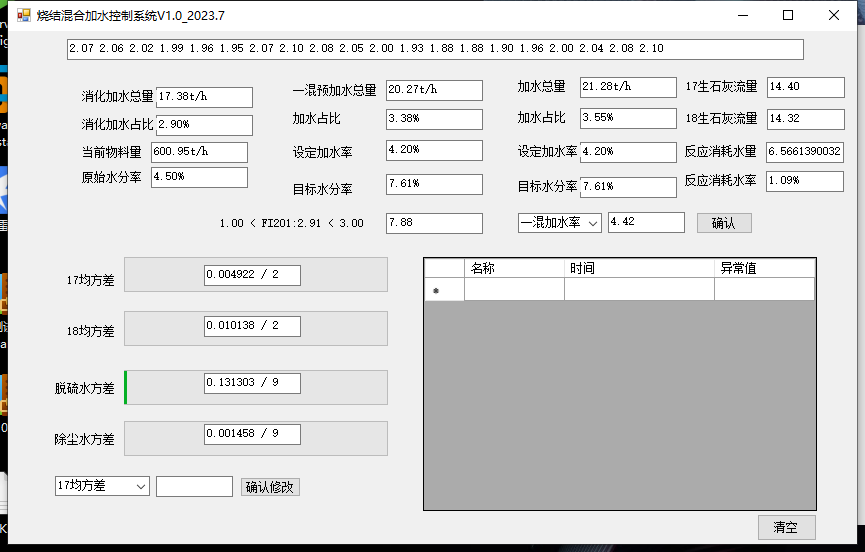 烧结混合加水控制系统V1.0_2023.7
2.07 2.06 2.02 1.99 1.96 1.95 2.07 2.10 2.08 2.05 2.00 1.93 1.88 1.88 1.90 1.96 2.00 2.04 2.08 2.10
消化加水总量 17.38t/h 一混预加水总量 20.27t/h 加水总量 21.28t/h 17生石灰流量 14.40
消化加水占比 2.90% 加水占比 3.38% 加水占比 3.55% 18生石灰流量 14.32
当前物料量 600.95t/h 设定加水率 4.20% 设定加水率 4.20% 反应消耗水量 6.5661390032
原始水分率 4.50% 目标水分率 7.61% 目标水分率 7.61% 反应消耗水率 1.09%
1.00 < FI201:2.91 < 3.00 7.88 一混加水率 4.42 确认
名称 时间 异常值
17均方差 0.004922 / 2
18均方差 0.010138 / 2
脱硫水方差 0.131303 / 9
除尘水方差 0.001458 / 9
17均方差 确认修改
清空